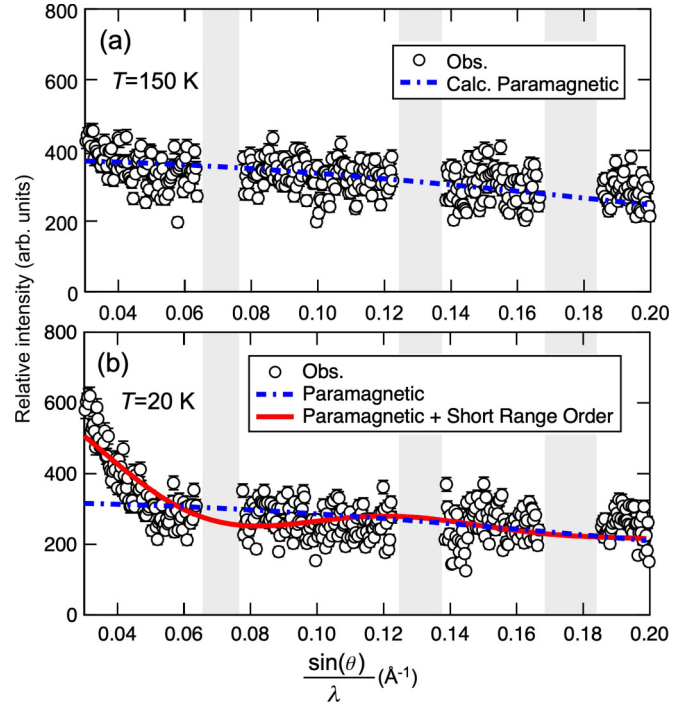 800
(a)
Obs.
T=150 K
Calc. Paramagnetic
600
400
200
0
0.04 0.06 0.08 0.10 0.12 0.14 0.16 0.18 0.20
Relative intensity (arb. units)
800
(b)
Obs.
T=20 K
Paramagnetic
Paramagnetic + Short Range Order
600
400
200
0
0.04 0.06 0.08 0.10 0.12 0.14 0.16 0.18 0.20
sin(θ)
λ
(Å⁻¹)